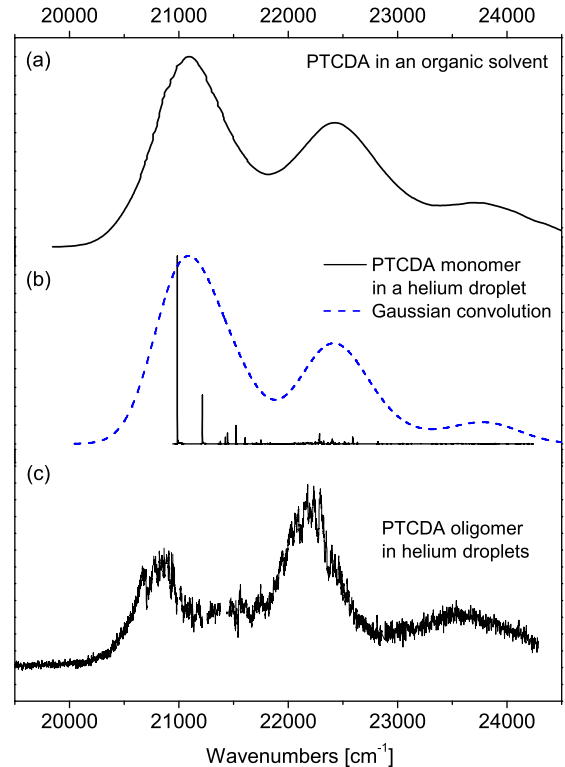 20000 21000 22000 23000 24000
(a) PTCDA in an organic solvent
(b) PTCDA monomer
in a helium droplet
Gaussian convolution
(c)
PTCDA oligomer
in helium droplets
20000 21000 22000 23000 24000
Wavenumbers [cm⁻¹]